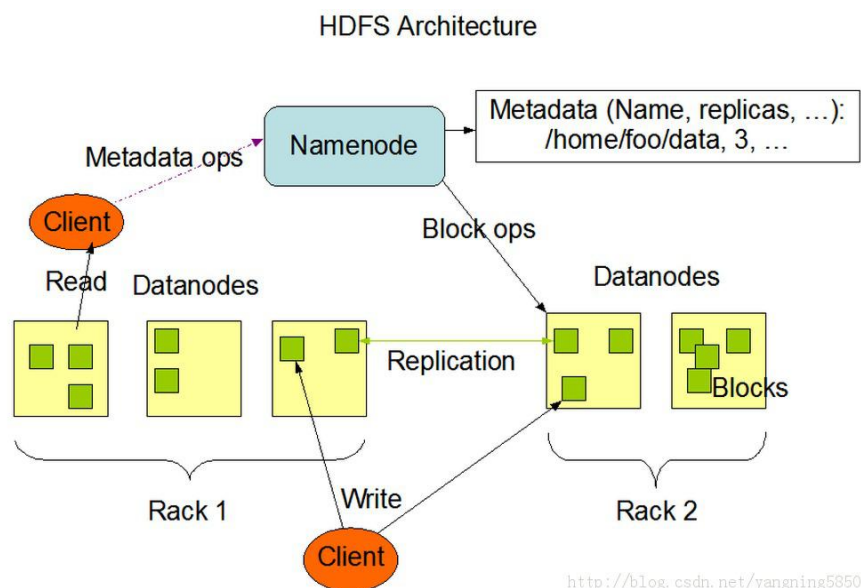 HDFS Architecture
Metadata (Name, replicas, …):
/home/foo/data, 3, …
Namenode
Metadata ops
Client
Block ops
Read
Datanodes
Datanodes
Replication
Blocks
Rack 1
Write
Rack 2
Client
http://blog.csdn.net/yangning5850